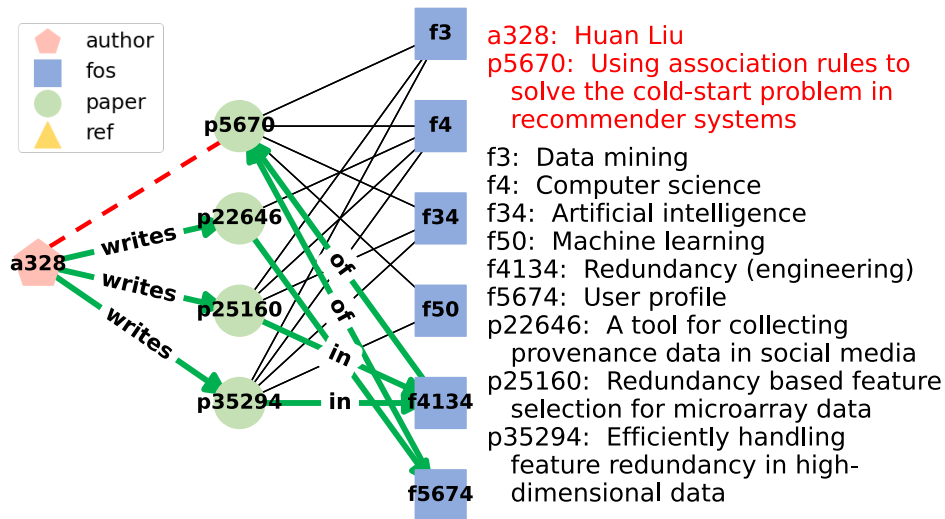 author
fos
paper
ref
f3
p5670
f4
p22646
f34
writes
a328
of
writes
p25160
of
f50
writes
in
p35294
in
f4134
f5674
a328: Huan Liu
p5670: Using association rules to
solve the cold-start problem in
recommender systems
f3: Data mining
f4: Computer science
f34: Artificial intelligence
f50: Machine learning
f4134: Redundancy (engineering)
f5674: User profile
p22646: A tool for collecting
provenance data in social media
p25160: Redundancy based feature
selection for microarray data
p35294: Efficiently handling
feature redundancy in high-
dimensional data